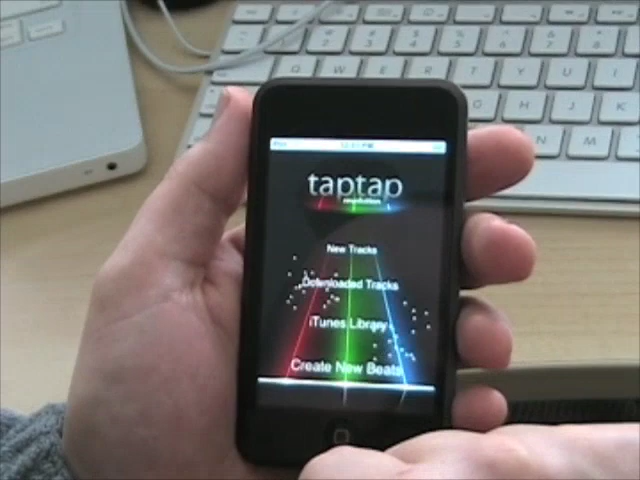 taptap
New Tracks
Downloaded Tracks
iTunes Library
Create New Beats
Q W E R T Y U I
G H J K
N M